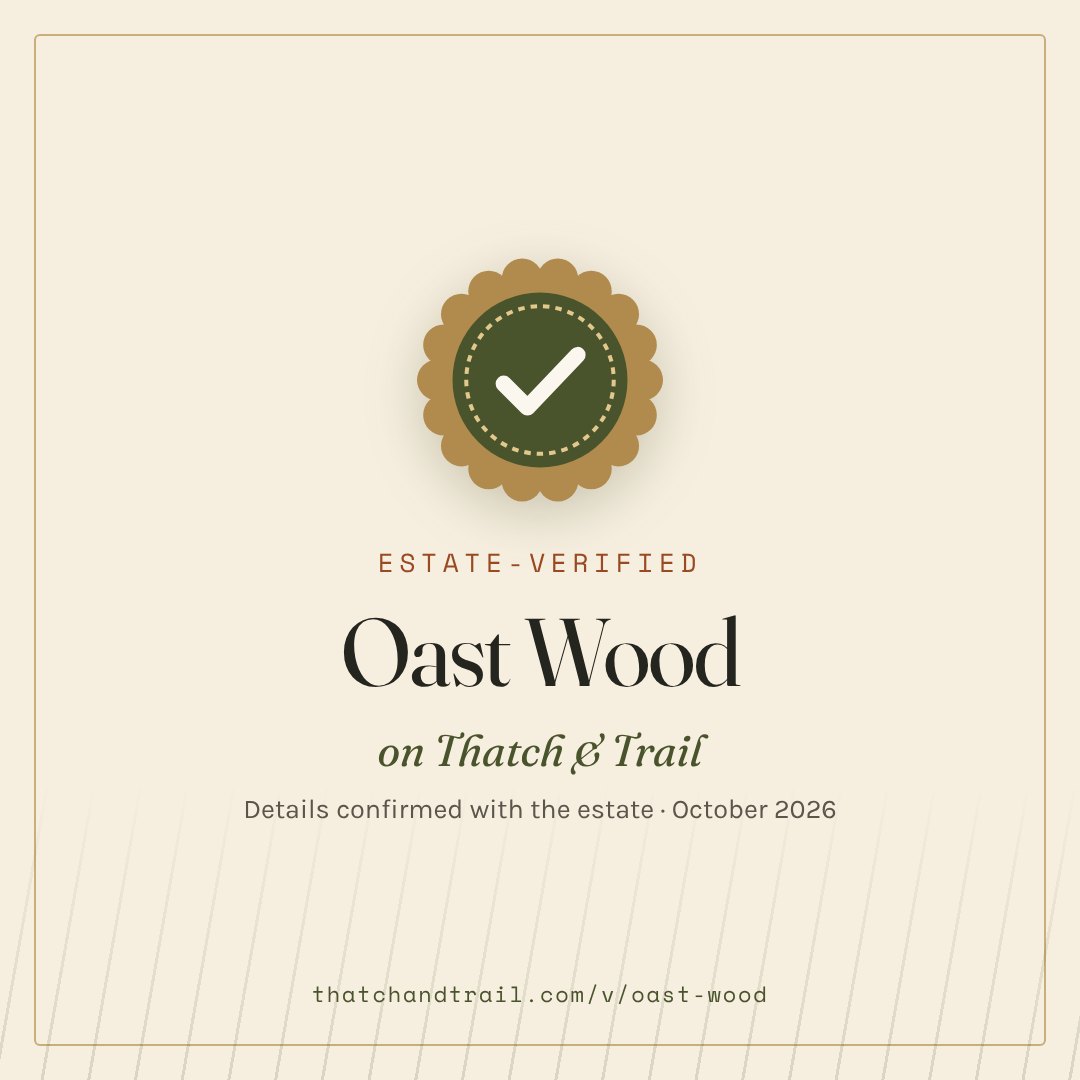 ESTATE-VERIFIED
Oast Wood
on Thatch & Trail
Details confirmed with the estate · October 2026
thatchandtrail.com/v/oast-wood